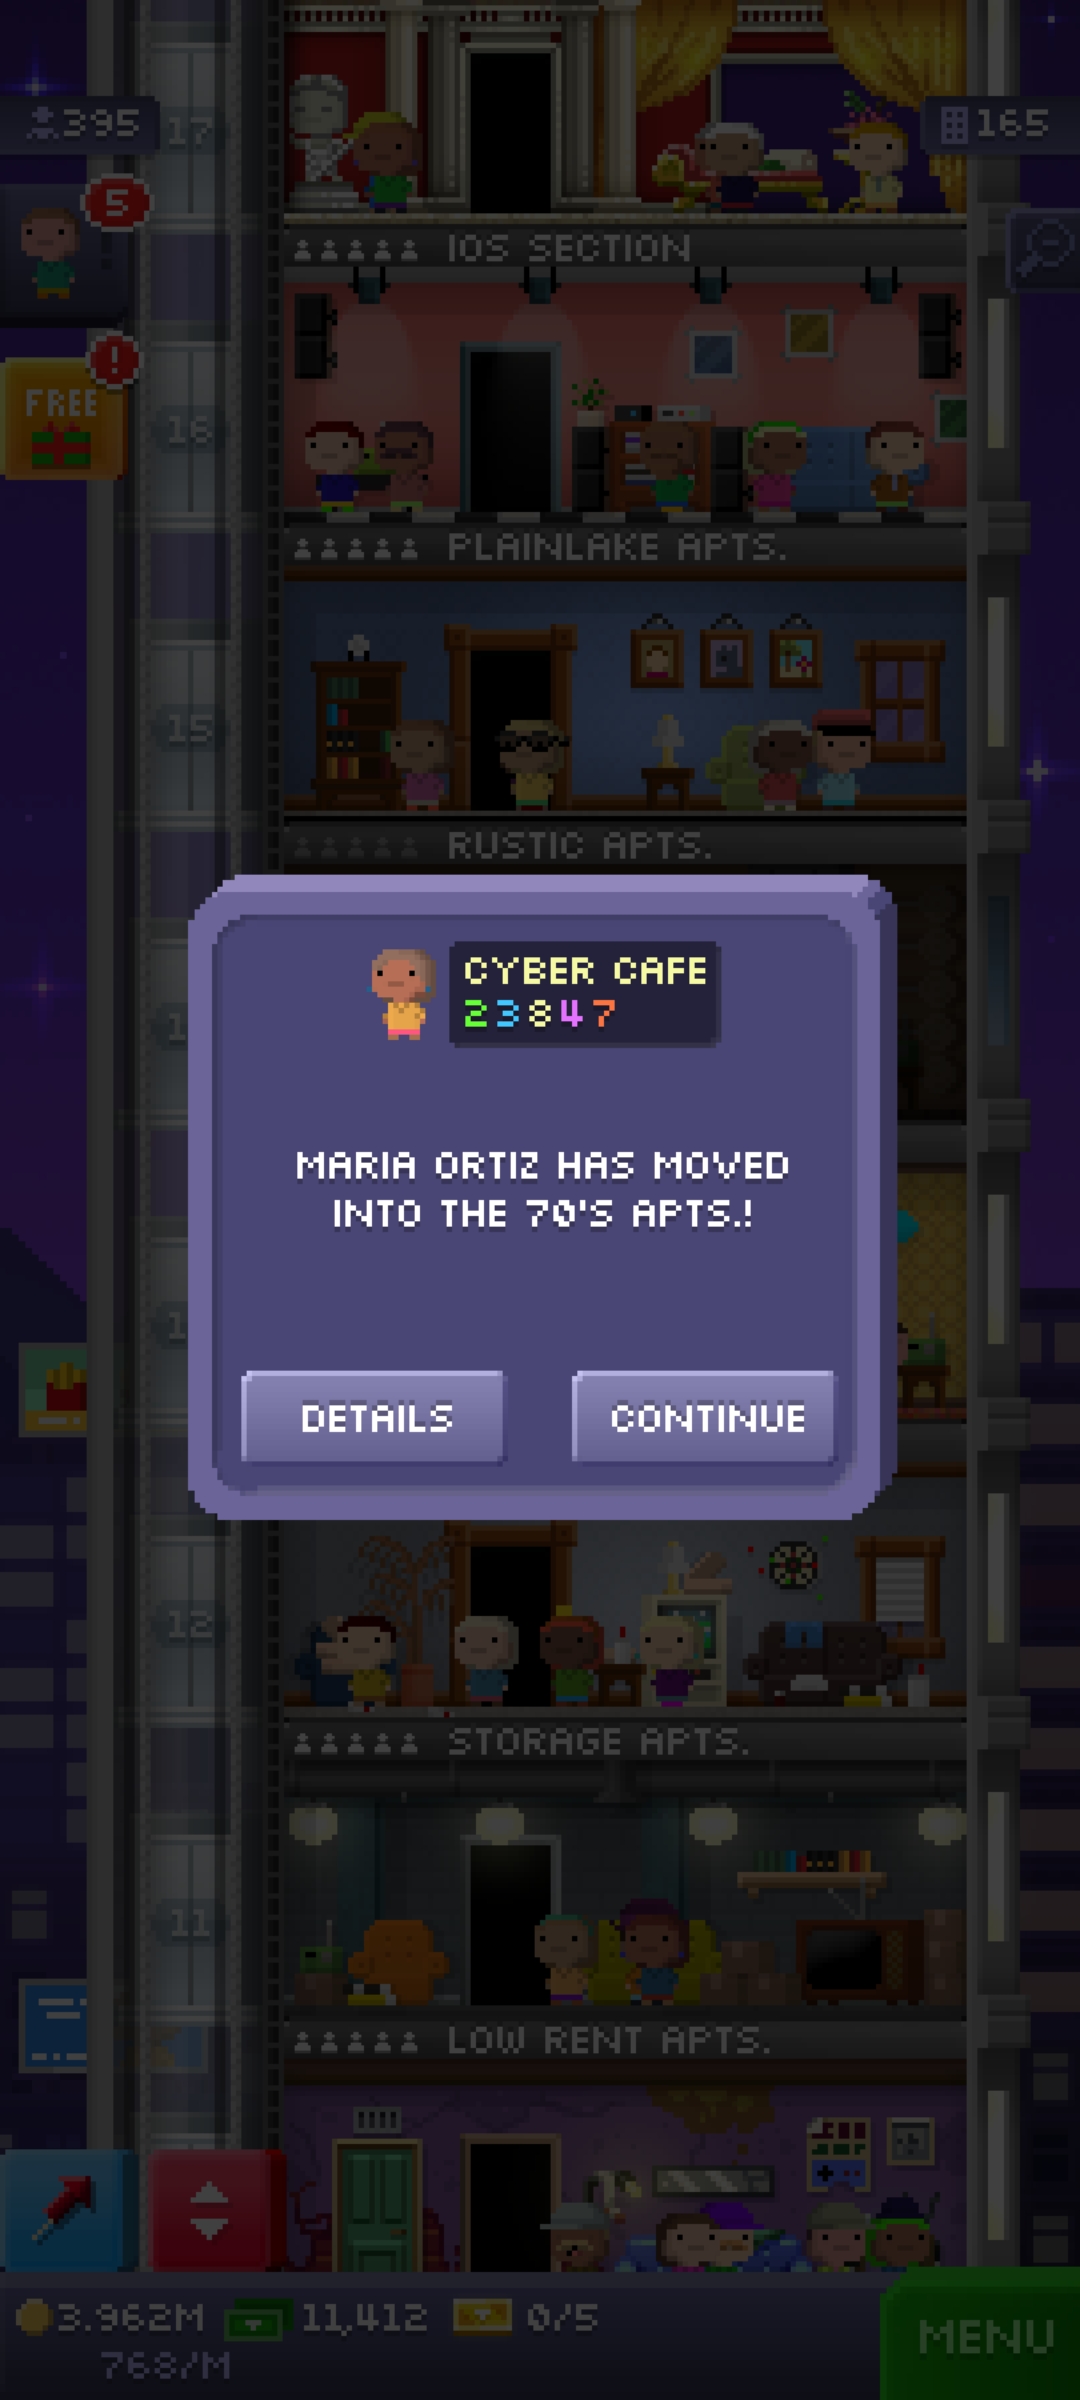 395
17
165
5
IOS SECTION
!
FREE
16
PLAINLAKE APTS.
15
RUSTIC APTS.
CYBER CAFE
23847
MARIA ORTIZ HAS MOVED
INTO THE 70'S APTS.!
DETAILS
CONTINUE
12
STORAGE APTS.
11
LOW RENT APTS.
3.962M
11,412
0/5
MENU
768/M